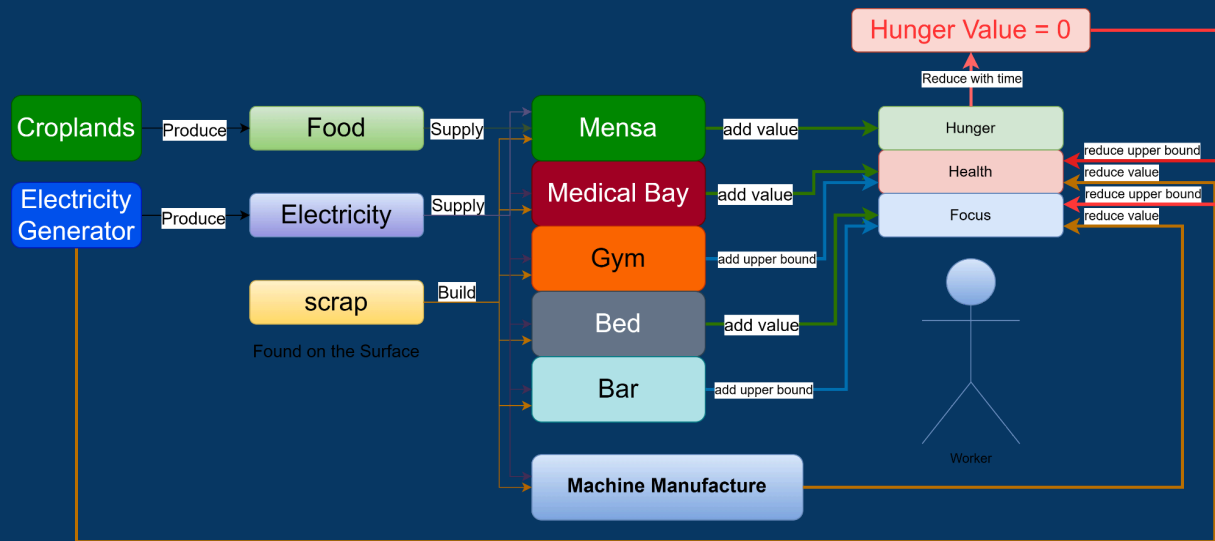 Hunger Value = 0
Reduce with time
Croplands
Produce
Food
Supply
Mensa
add value
Hunger
reduce upper bound
Medical Bay
add value
Health
reduce value
Electricity
Generator
Produce
Electricity
Supply
reduce upper bound
Focus
reduce value
Gym
add upper bound
scrap
Build
Bed
add value
Found on the Surface
Bar
add upper bound
Worker
Machine Manufacture